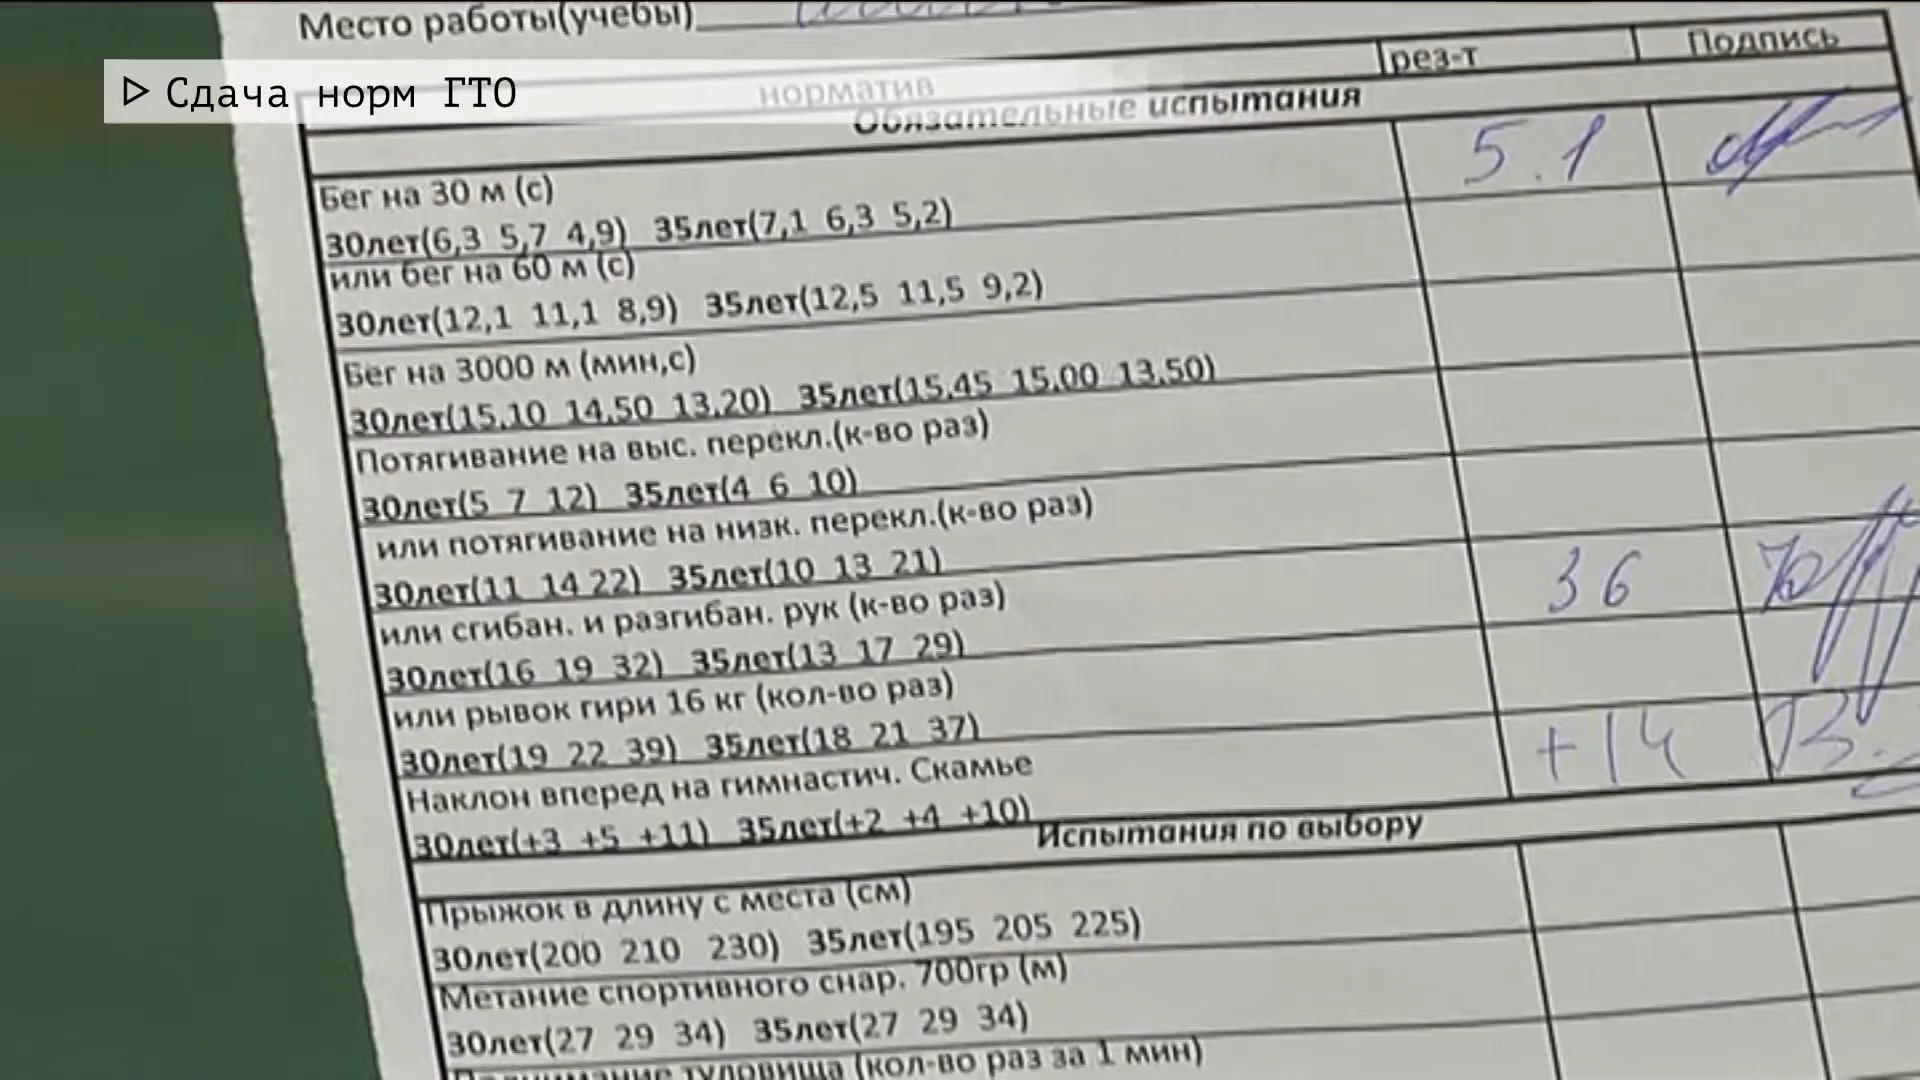 Место работы(учебы)
▷ Сдача норм ГТО
норматив рез-т Подпись
Обязательные испытания
Бег на 30 м (с) 5.1
30лет(6,3 5,7 4,9) 35лет(7,1 6,3 5,2)
или бег на 60 м (с)
30лет(12,1 11,1 8,9) 35лет(12,5 11,5 9,2)
Бег на 3000 м (мин,с)
30лет(15,10 14,50 13,20) 35лет(15,45 15,00 13,50)
Потягивание на выс. перекл.(к-во раз)
30лет(5 7 12) 35лет(4 6 10)
или потягивание на низк. перекл.(к-во раз)
30лет(11 14 22) 35лет(10 13 21)
или сгибан. и разгибан. рук (к-во раз) 36
30лет(16 19 32) 35лет(13 17 29)
или рывок гири 16 кг (кол-во раз)
30лет(19 22 39) 35лет(18 21 37)
Наклон вперед на гимнастич. Скамье +14
30лет(+3 +5 +11) 35лет(+2 +4 +10)
Испытания по выбору
Прыжок в длину с места (см)
30лет(200 210 230) 35лет(195 205 225)
Метание спортивного снар. 700гр (м)
30лет(27 29 34) 35лет(27 29 34)
Поднимание туловища (кол-во раз за 1 мин)